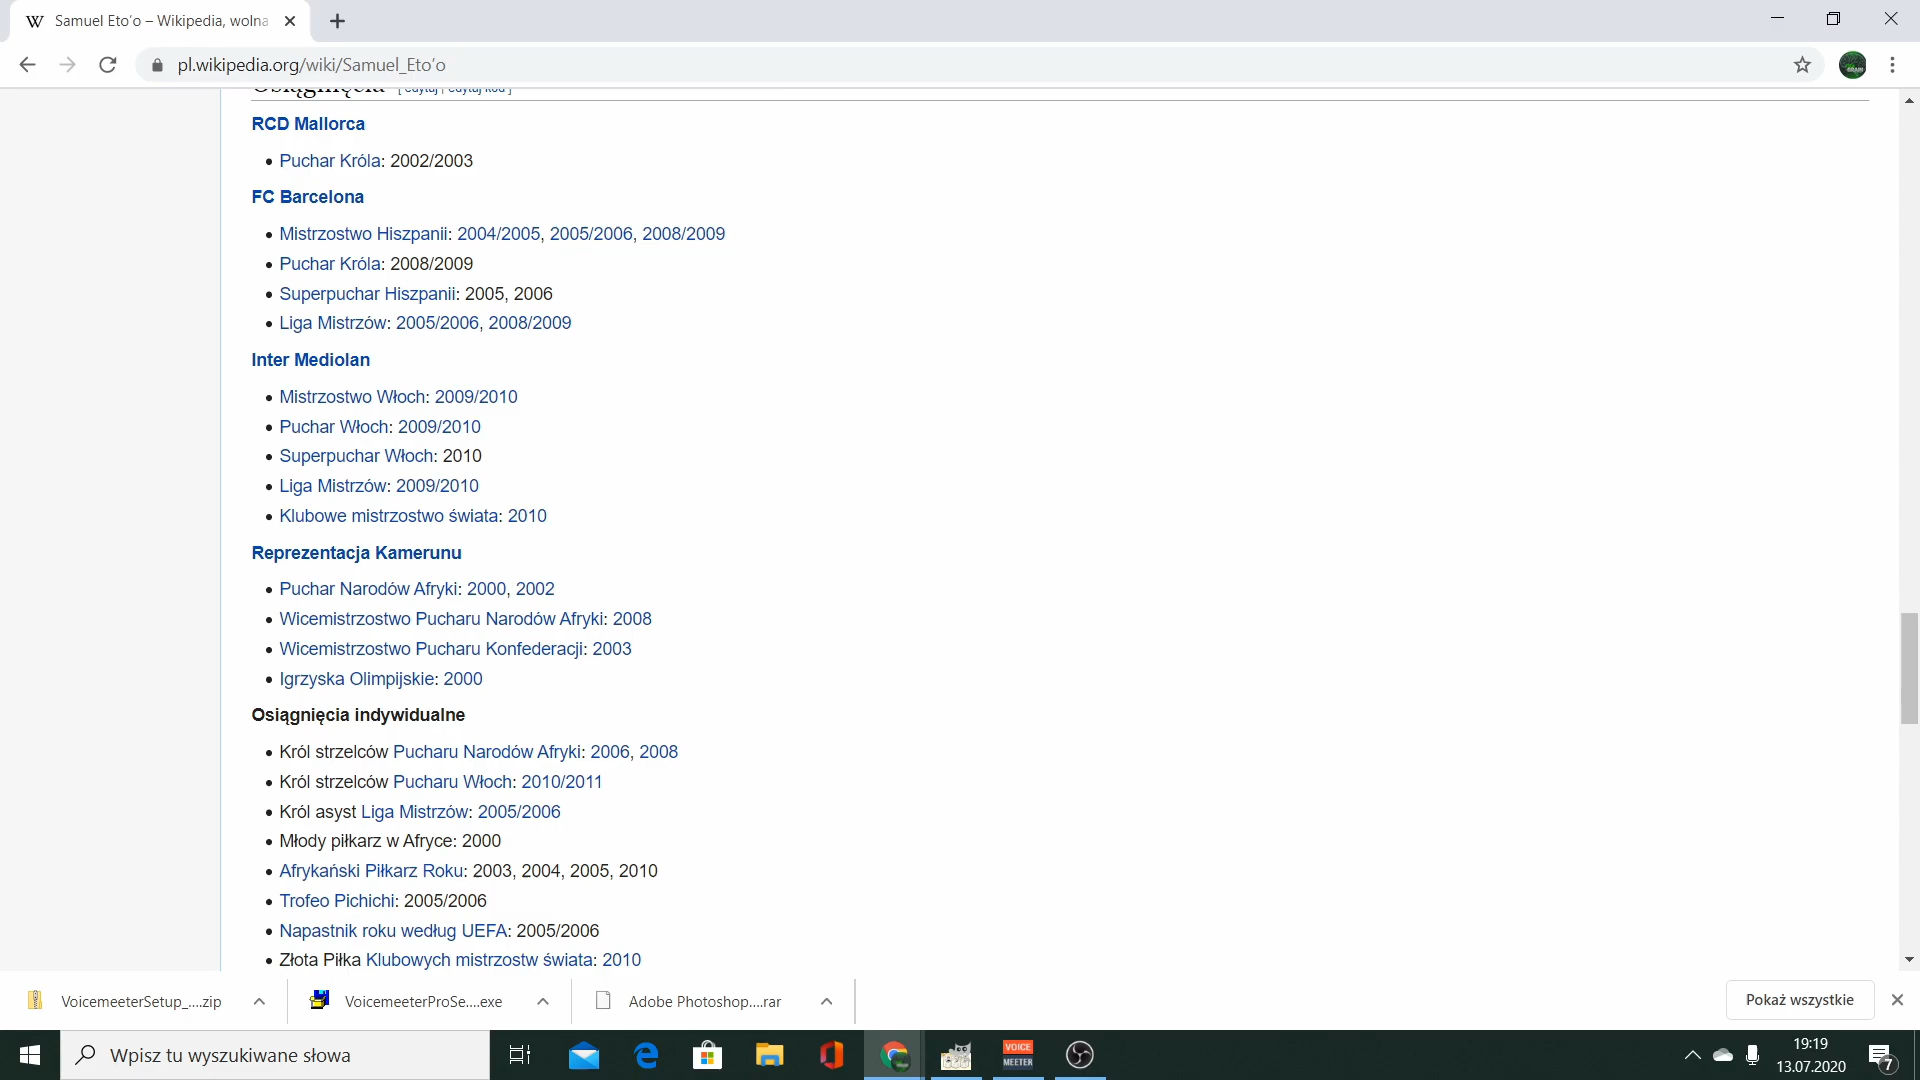 Samuel Eto’o – Wikipedia, wolna
pl.wikipedia.org/wiki/Samuel_Eto’o
Osiągnięcia [ edytuj | edytuj kod ]
RCD Mallorca
Puchar Króla: 2002/2003
FC Barcelona
Mistrzostwo Hiszpanii: 2004/2005, 2005/2006, 2008/2009
Puchar Króla: 2008/2009
Superpuchar Hiszpanii: 2005, 2006
Liga Mistrzów: 2005/2006, 2008/2009
Inter Mediolan
Mistrzostwo Włoch: 2009/2010
Puchar Włoch: 2009/2010
Superpuchar Włoch: 2010
Liga Mistrzów: 2009/2010
Klubowe mistrzostwo świata: 2010
Reprezentacja Kamerunu
Puchar Narodów Afryki: 2000, 2002
Wicemistrzostwo Pucharu Narodów Afryki: 2008
Wicemistrzostwo Pucharu Konfederacji: 2003
Igrzyska Olimpijskie: 2000
Osiągnięcia indywidualne
Król strzelców Pucharu Narodów Afryki: 2006, 2008
Król strzelców Pucharu Włoch: 2010/2011
Król asyst Liga Mistrzów: 2005/2006
Młody piłkarz w Afryce: 2000
Afrykański Piłkarz Roku: 2003, 2004, 2005, 2010
Trofeo Pichichi: 2005/2006
Napastnik roku według UEFA: 2005/2006
Złota Piłka Klubowych mistrzostw świata: 2010
VoicemeeterSetup_....zip
VoicemeeterProSe....exe
Adobe Photoshop....rar
Pokaż wszystkie
Wpisz tu wyszukiwane słowa
VOICE
MEETER
19:19
13.07.2020
7